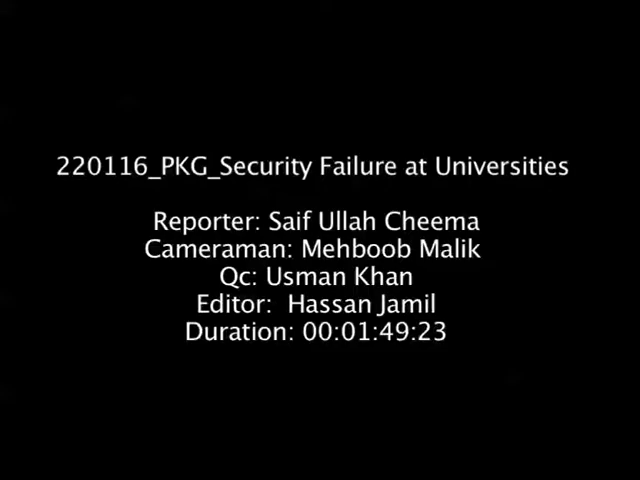 220116_PKG_Security Failure at Universities
Reporter: Saif Ullah Cheema
Cameraman: Mehboob Malik
Qc: Usman Khan
Editor:  Hassan Jamil
Duration: 00:01:49:23